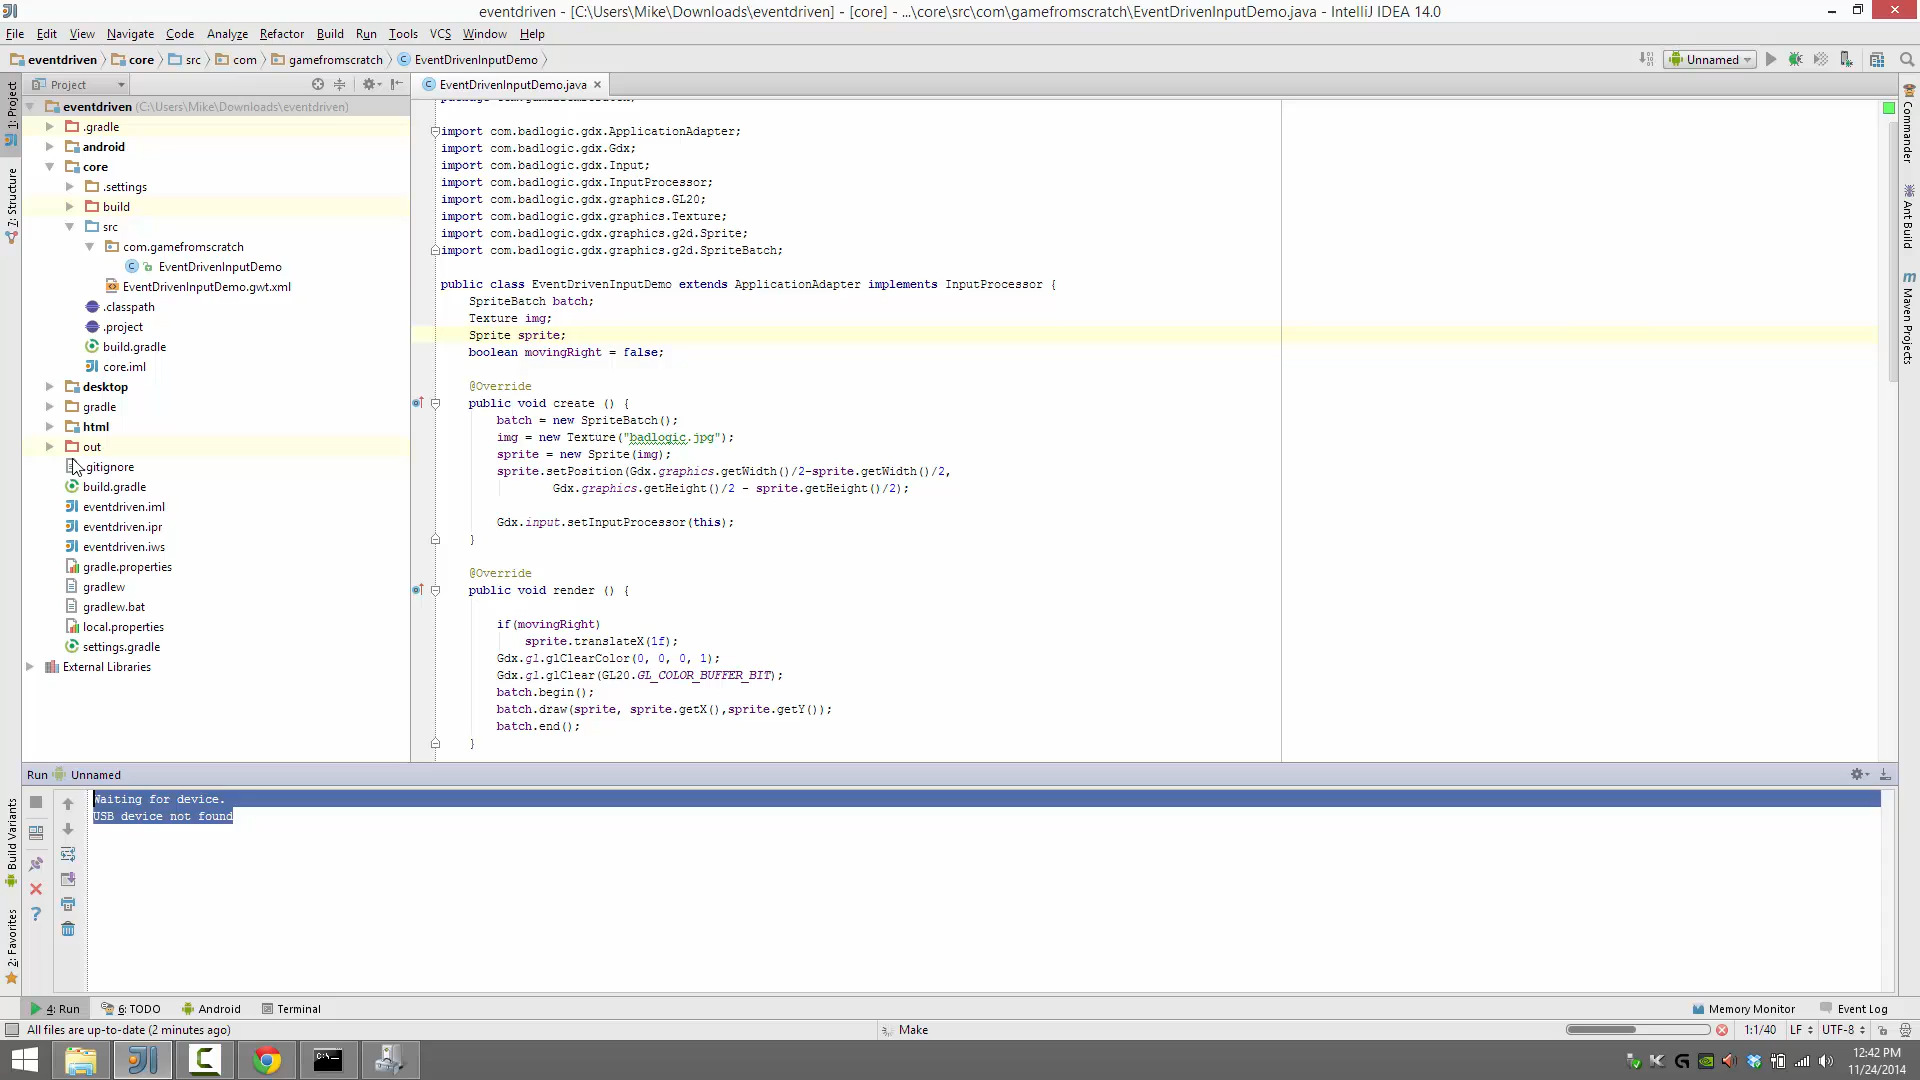 eventdriven - [C:\Users\Mike\Downloads\eventdriven] - [core] - ...\core\src\com\gamefromscratch\EventDrivenInputDemo.java - IntelliJ IDEA 14.0
File Edit View Navigate Code Analyze Refactor Build Run Tools VCS Window Help
eventdriven core src com gamefromscratch EventDrivenInputDemo Unnamed
Project EventDrivenInputDemo.java
1: Project
7: Structure
Build Variants
2: Favorites
eventdriven (C:\Users\Mike\Downloads\eventdriven)
.gradle
android
core
.settings
build
src
com.gamefromscratch
EventDrivenInputDemo
EventDrivenInputDemo.gwt.xml
.classpath
.project
build.gradle
core.iml
desktop
gradle
html
out
.gitignore
build.gradle
eventdriven.iml
eventdriven.ipr
eventdriven.iws
gradle.properties
gradlew
gradlew.bat
local.properties
settings.gradle
External Libraries
import com.badlogic.gdx.ApplicationAdapter;
import com.badlogic.gdx.Gdx;
import com.badlogic.gdx.Input;
import com.badlogic.gdx.InputProcessor;
import com.badlogic.gdx.graphics.GL20;
import com.badlogic.gdx.graphics.Texture;
import com.badlogic.gdx.graphics.g2d.Sprite;
import com.badlogic.gdx.graphics.g2d.SpriteBatch;
public class EventDrivenInputDemo extends ApplicationAdapter implements InputProcessor {
SpriteBatch batch;
Texture img;
Sprite sprite;
boolean movingRight = false;
@Override
public void create () {
batch = new SpriteBatch();
img = new Texture("badlogic.jpg");
sprite = new Sprite(img);
sprite.setPosition(Gdx.graphics.getWidth()/2-sprite.getWidth()/2,
Gdx.graphics.getHeight()/2 - sprite.getHeight()/2);
Gdx.input.setInputProcessor(this);
}
@Override
public void render () {
if(movingRight)
sprite.translateX(1f);
Gdx.gl.glClearColor(0, 0, 0, 1);
Gdx.gl.glClear(GL20.GL_COLOR_BUFFER_BIT);
batch.begin();
batch.draw(sprite, sprite.getX(),sprite.getY());
batch.end();
}
Commander
Ant Build
Maven Projects
Run Unnamed
Waiting for device.
USB device not found
4: Run 6: TODO Android Terminal Memory Monitor Event Log
All files are up-to-date (2 minutes ago) Make 1:1/40 LF UTF-8
12:42 PM
11/24/2014